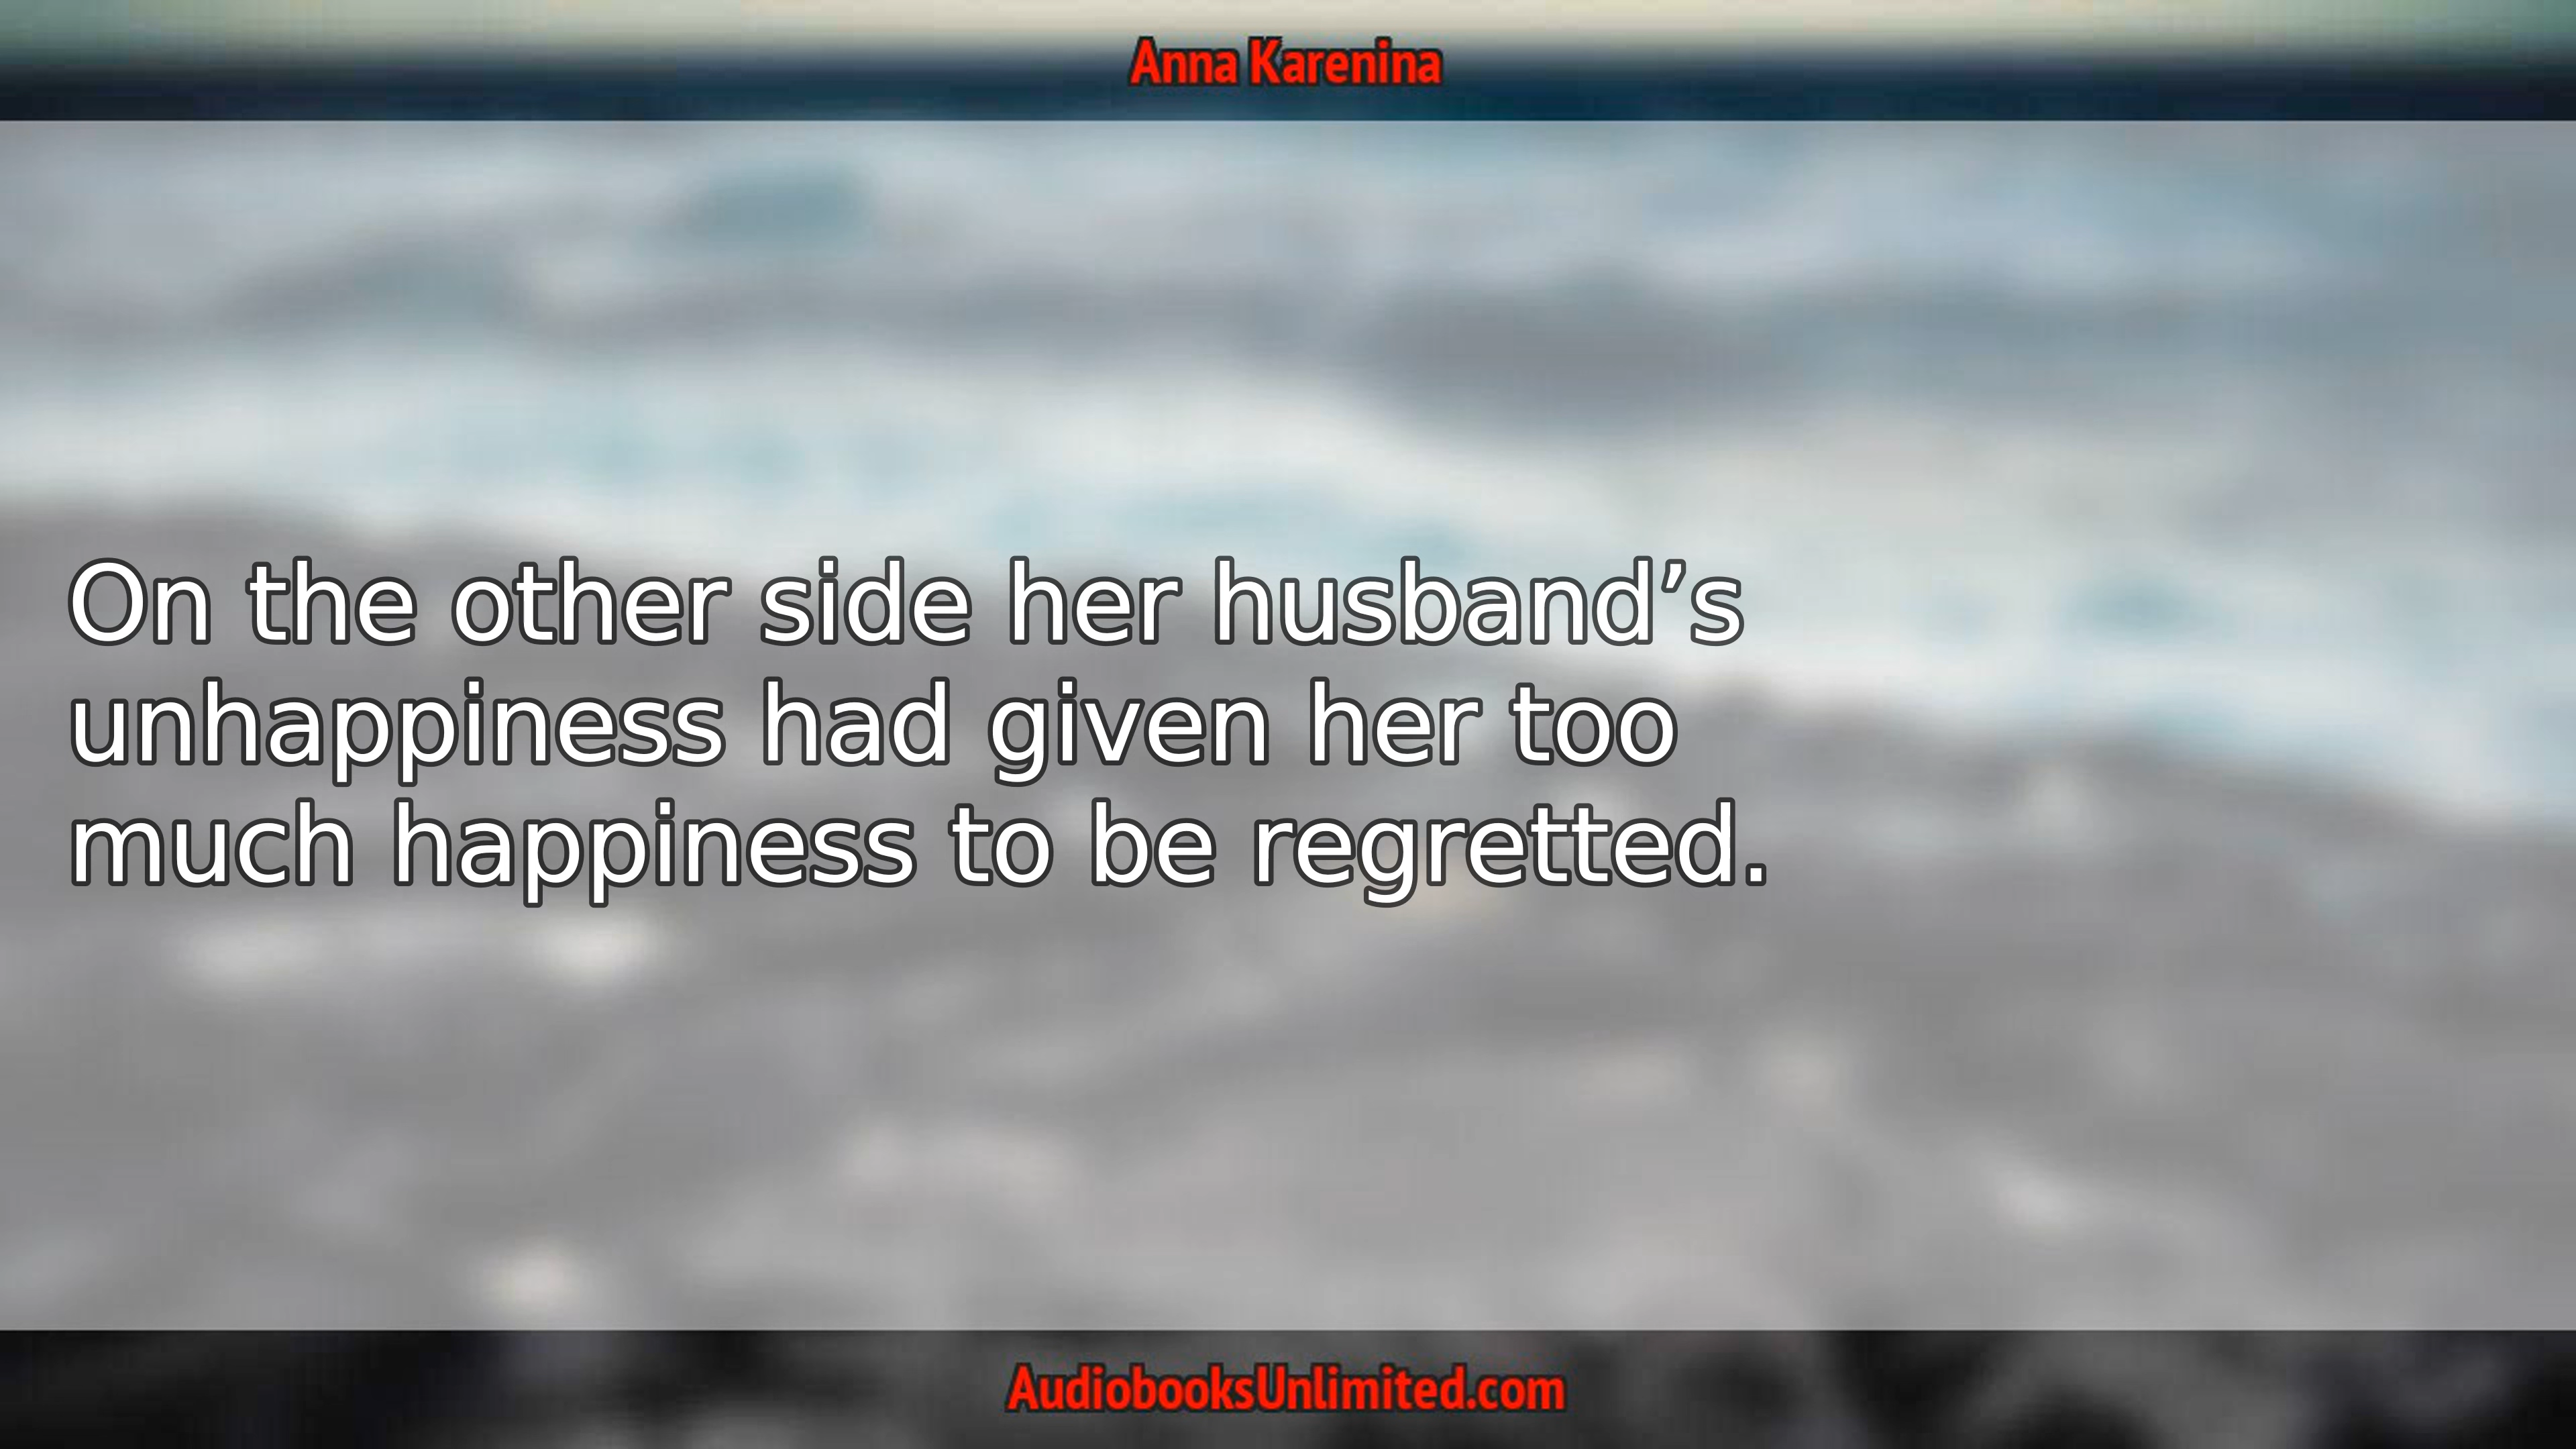 Anna Karenina
On the other side her husband’s
unhappiness had given her too
much happiness to be regretted.
AudiobooksUnlimited.com